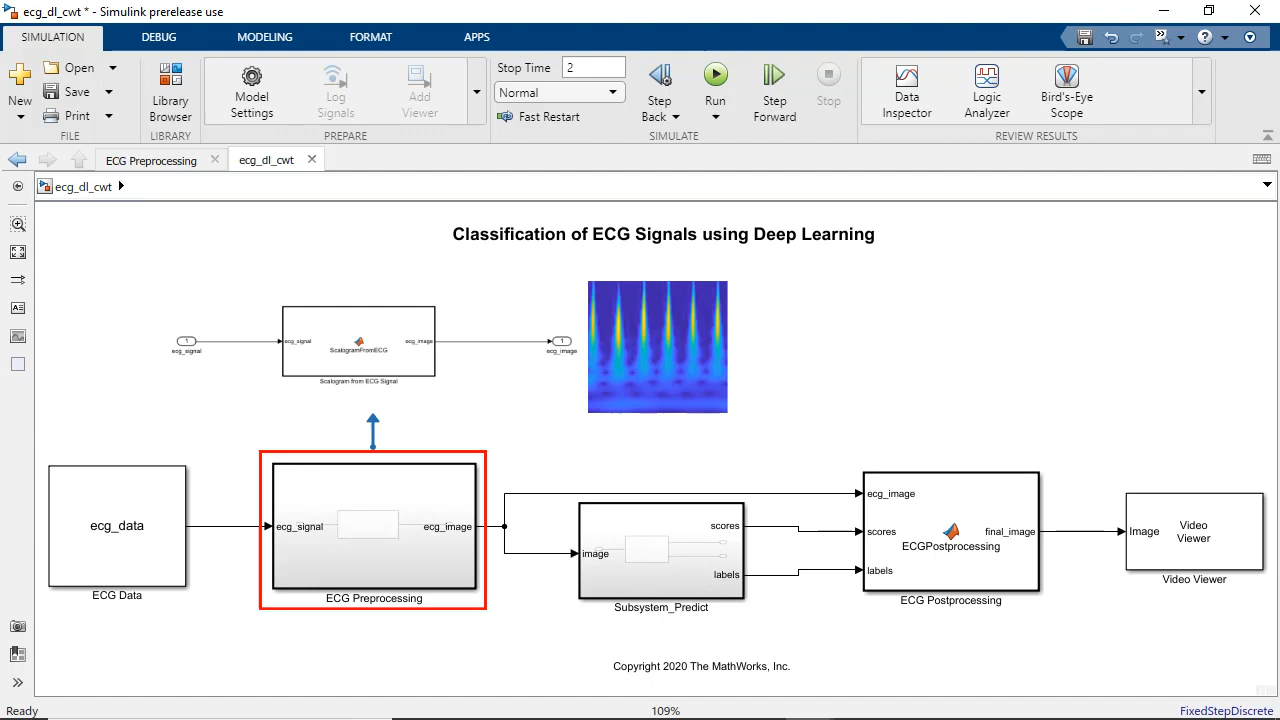 ecg_dl_cwt * - Simulink prerelease use
SIMULATION DEBUG MODELING FORMAT APPS
New
Open
Save
Print
FILE
Library
Browser
LIBRARY
Model
Settings
Log
Signals
Add
Viewer
PREPARE
Stop Time 2
Normal
Fast Restart
Step
Back
Run
Step
Forward
Stop
SIMULATE
Data
Inspector
Logic
Analyzer
Bird's-Eye
Scope
REVIEW RESULTS
ECG Preprocessing
ecg_dl_cwt
ecg_dl_cwt
Classification of ECG Signals using Deep Learning
1
ecg_signal
ecg_signal
ScalogramFromECG
ecg_image
Scalogram from ECG Signal
1
ecg_image
ecg_data
ECG Data
ecg_signal
ecg_image
ECG Preprocessing
image
scores
labels
Subsystem_Predict
ecg_image
scores
labels
ECGPostprocessing
final_image
ECG Postprocessing
Image
Video
Viewer
Video Viewer
Copyright 2020 The MathWorks, Inc.
Ready
109%
FixedStepDiscrete